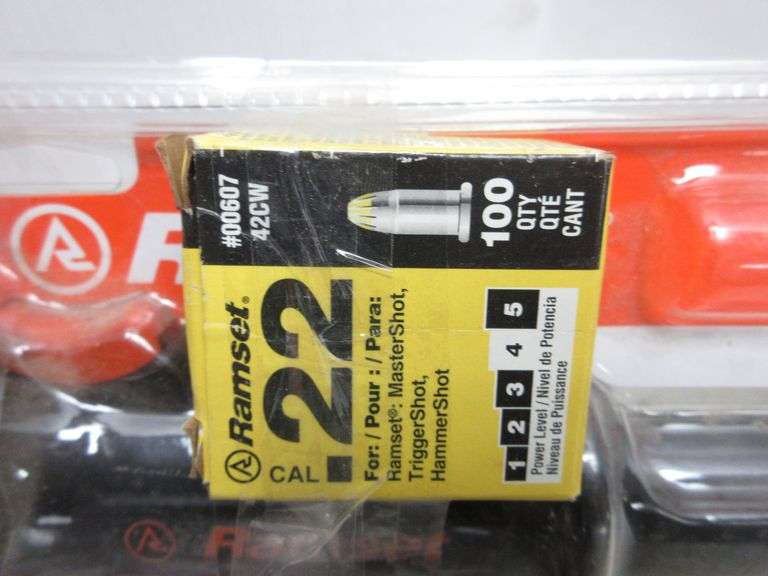 #00607
42CW
100
QTY
QTÉ
CANT
Ramset®
CAL .22
For: / Pour : / Para:
Ramset®: MasterShot,
TriggerShot,
HammerShot
1 2 3 4 5
Power Level / Nivel de Potencia
Niveau de Puissance
R
Ramset